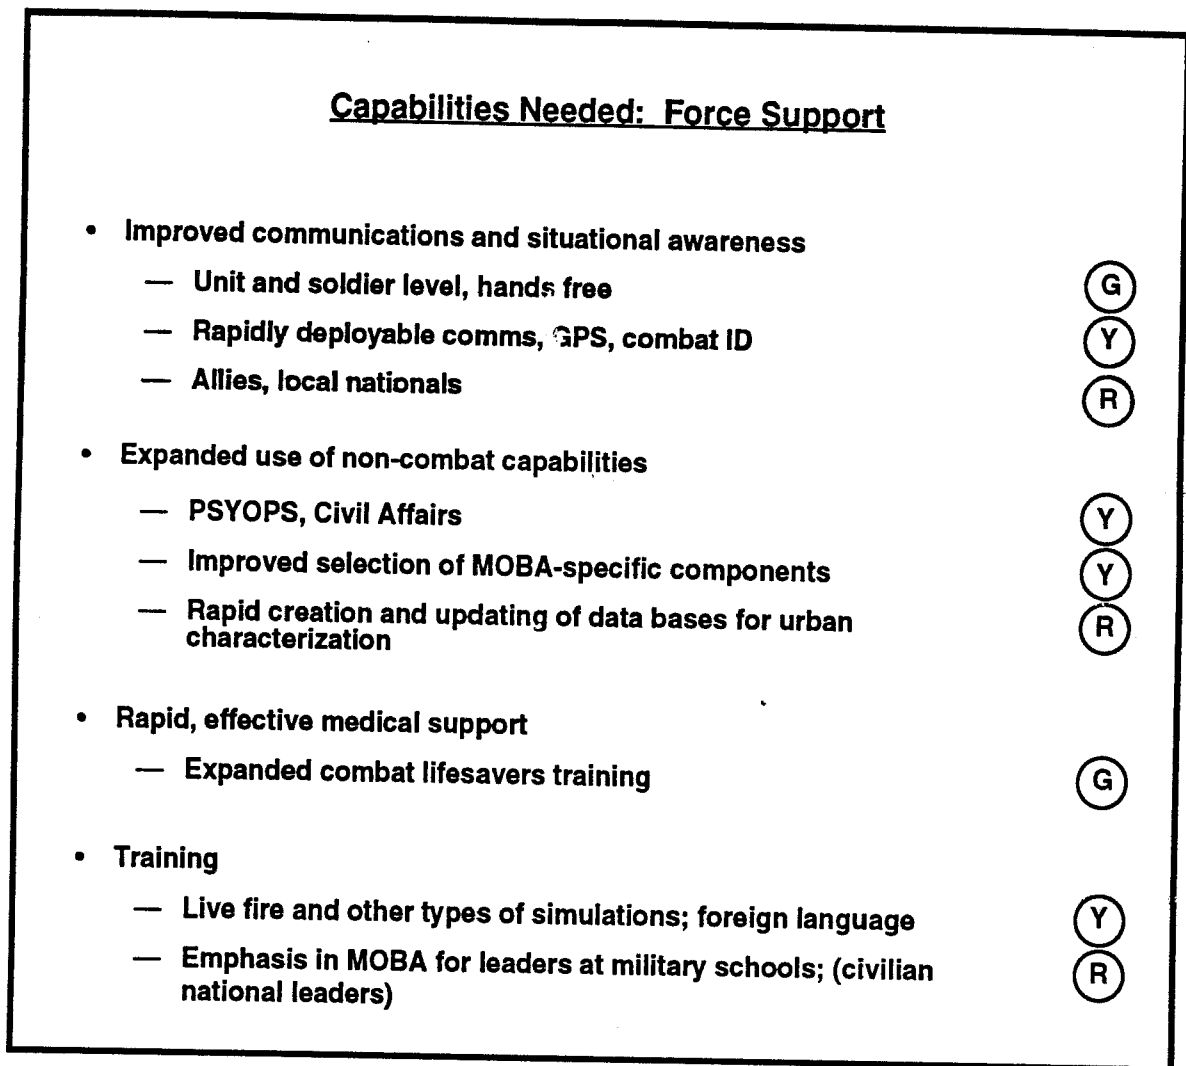 Capabilities Needed: Force Support
• Improved communications and situational awareness
— Unit and soldier level, hands free G
— Rapidly deployable comms, GPS, combat ID Y
— Allies, local nationals R
• Expanded use of non-combat capabilities
— PSYOPS, Civil Affairs Y
— Improved selection of MOBA-specific components Y
— Rapid creation and updating of data bases for urban R
characterization
• Rapid, effective medical support
— Expanded combat lifesavers training G
• Training
— Live fire and other types of simulations; foreign language Y
— Emphasis in MOBA for leaders at military schools; (civilian R
national leaders)